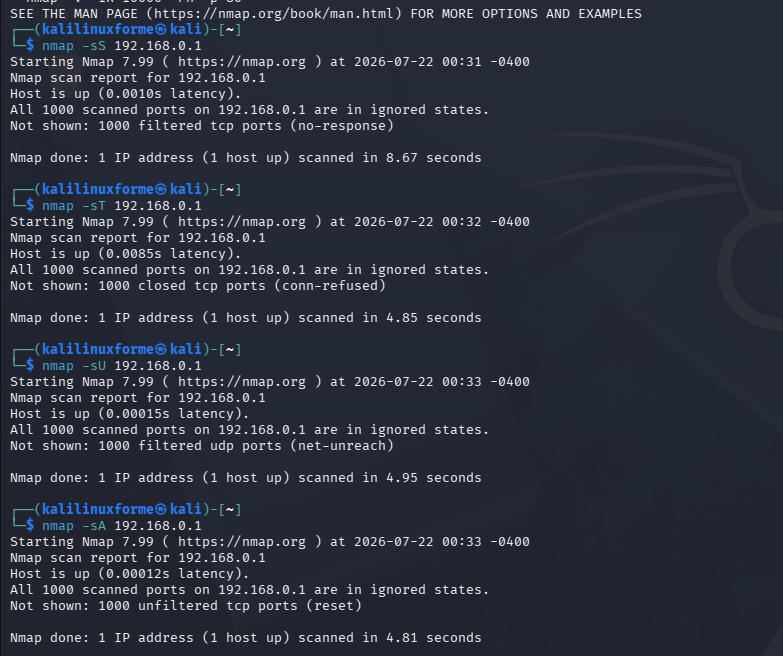 SEE THE MAN PAGE (https://nmap.org/book/man.html) FOR MORE OPTIONS AND EXAMPLES
┌──(kalilinuxforme㉿kali)-[~]
└─$ nmap -sS 192.168.0.1
Starting Nmap 7.99 ( https://nmap.org ) at 2026-07-22 00:31 -0400
Nmap scan report for 192.168.0.1
Host is up (0.0010s latency).
All 1000 scanned ports on 192.168.0.1 are in ignored states.
Not shown: 1000 filtered tcp ports (no-response)

Nmap done: 1 IP address (1 host up) scanned in 8.67 seconds

┌──(kalilinuxforme㉿kali)-[~]
└─$ nmap -sT 192.168.0.1
Starting Nmap 7.99 ( https://nmap.org ) at 2026-07-22 00:32 -0400
Nmap scan report for 192.168.0.1
Host is up (0.0085s latency).
All 1000 scanned ports on 192.168.0.1 are in ignored states.
Not shown: 1000 closed tcp ports (conn-refused)

Nmap done: 1 IP address (1 host up) scanned in 4.85 seconds

┌──(kalilinuxforme㉿kali)-[~]
└─$ nmap -sU 192.168.0.1
Starting Nmap 7.99 ( https://nmap.org ) at 2026-07-22 00:33 -0400
Nmap scan report for 192.168.0.1
Host is up (0.00015s latency).
All 1000 scanned ports on 192.168.0.1 are in ignored states.
Not shown: 1000 filtered udp ports (net-unreach)

Nmap done: 1 IP address (1 host up) scanned in 4.95 seconds

┌──(kalilinuxforme㉿kali)-[~]
└─$ nmap -sA 192.168.0.1
Starting Nmap 7.99 ( https://nmap.org ) at 2026-07-22 00:33 -0400
Nmap scan report for 192.168.0.1
Host is up (0.00012s latency).
All 1000 scanned ports on 192.168.0.1 are in ignored states.
Not shown: 1000 unfiltered tcp ports (reset)

Nmap done: 1 IP address (1 host up) scanned in 4.81 seconds